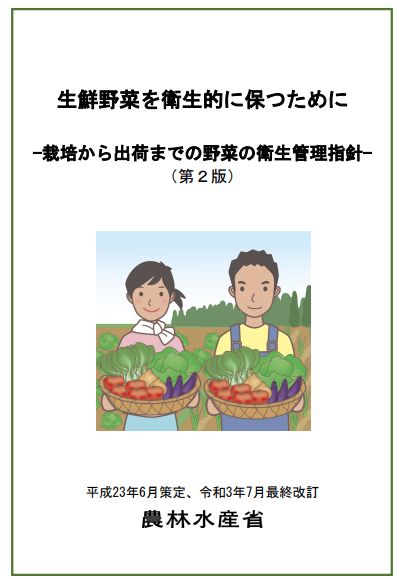 生鮮野菜を衛生的に保つために
-栽培から出荷までの野菜の衛生管理指針-
（第２版）
平成23年6月策定、令和3年7月最終改訂
農林水産省